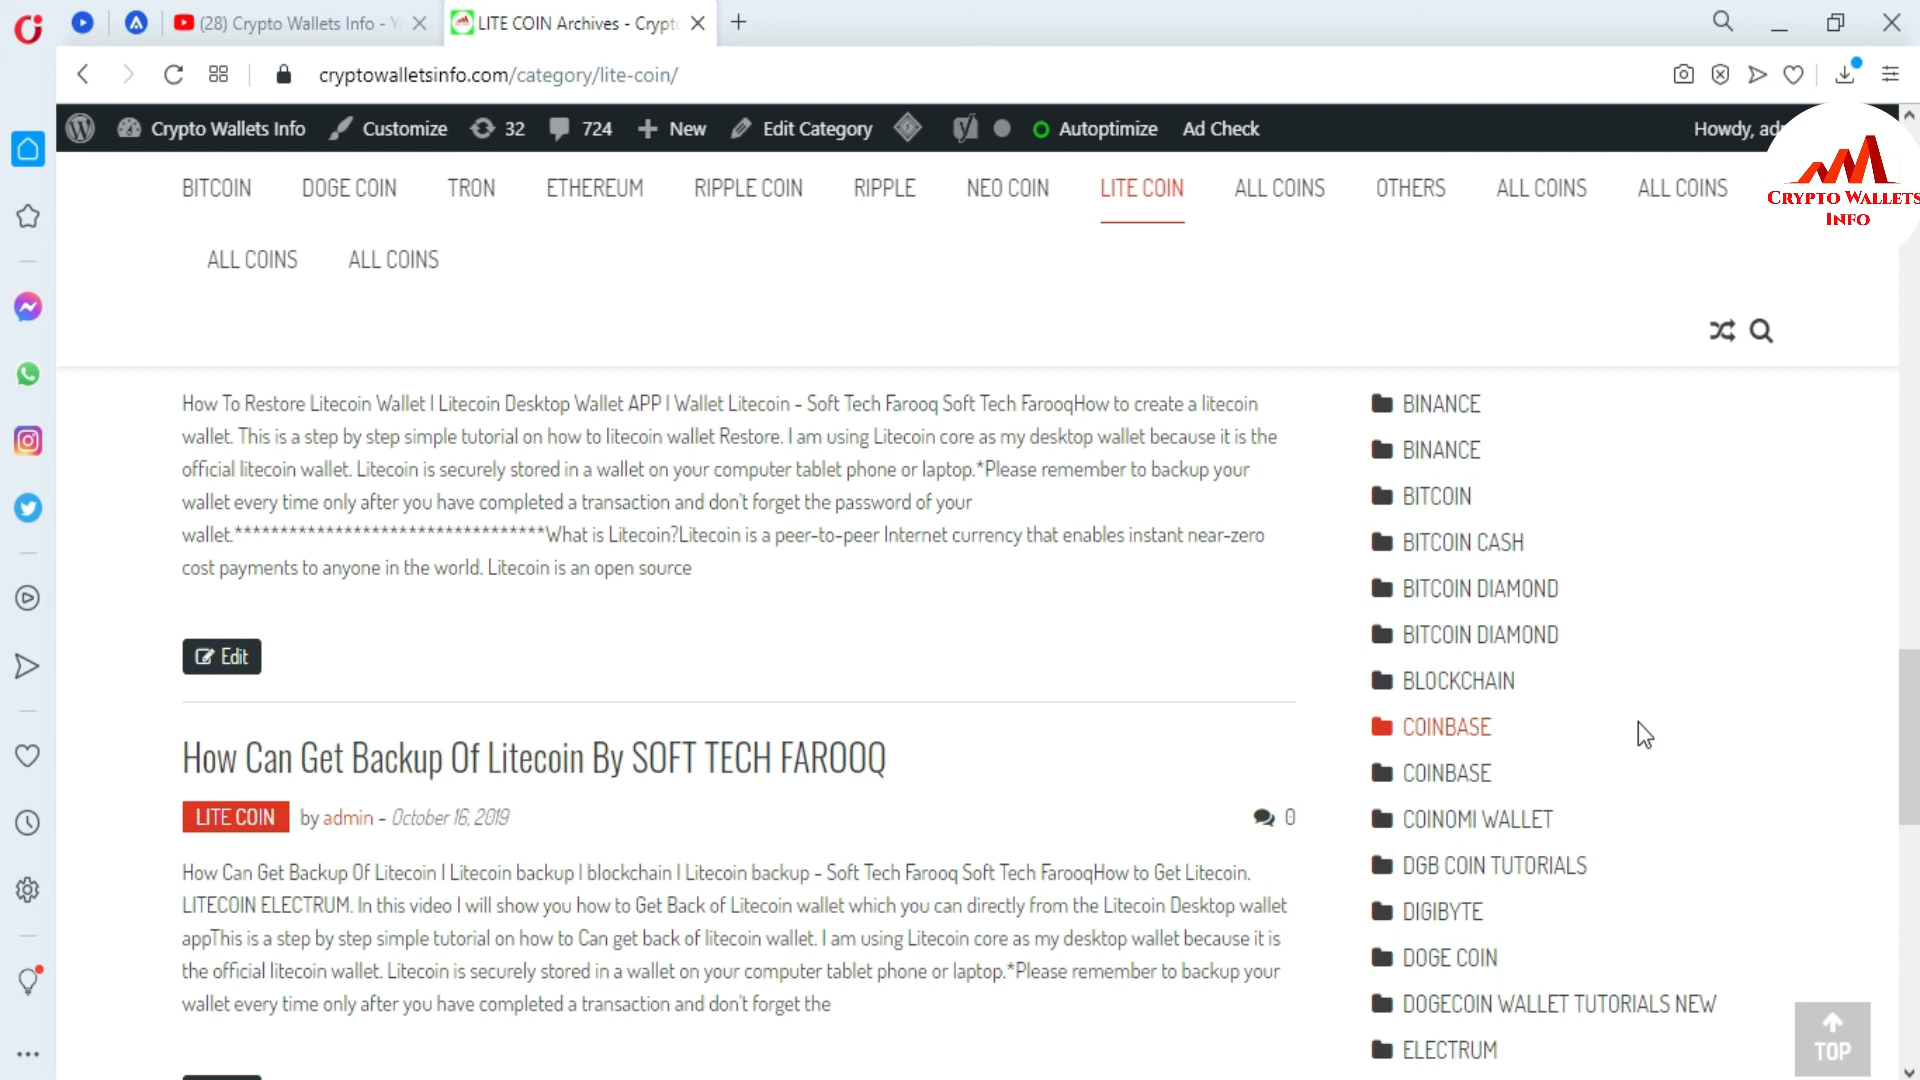 (28) Crypto Wallets Info - Y
LITE COIN Archives - Crypto
cryptowalletsinfo.com/category/lite-coin/
Crypto Wallets Info Customize 32 724 New Edit Category Autoptimize Ad Check Howdy, ad
CRYPTO WALLETS
INFO
BITCOIN DOGE COIN TRON ETHEREUM RIPPLE COIN RIPPLE NEO COIN LITE COIN ALL COINS OTHERS ALL COINS ALL COINS
ALL COINS ALL COINS
How To Restore Litecoin Wallet | Litecoin Desktop Wallet APP | Wallet Litecoin - Soft Tech Farooq Soft Tech FarooqHow to create a litecoin
wallet. This is a step by step simple tutorial on how to litecoin wallet Restore. I am using Litecoin core as my desktop wallet because it is the
official litecoin wallet. Litecoin is securely stored in a wallet on your computer tablet phone or laptop.*Please remember to backup your
wallet every time only after you have completed a transaction and don't forget the password of your
wallet.***********************************What is Litecoin?Litecoin is a peer-to-peer Internet currency that enables instant near-zero
cost payments to anyone in the world. Litecoin is an open source
Edit
How Can Get Backup Of Litecoin By SOFT TECH FAROOQ
LITE COIN by admin - October 16, 2019 0
How Can Get Backup Of Litecoin | Litecoin backup | blockchain | Litecoin backup - Soft Tech Farooq Soft Tech FarooqHow to Get Litecoin.
LITECOIN ELECTRUM. In this video I will show you how to Get Back of Litecoin wallet which you can directly from the Litecoin Desktop wallet
appThis is a step by step simple tutorial on how to Can get back of litecoin wallet. I am using Litecoin core as my desktop wallet because it is
the official litecoin wallet. Litecoin is securely stored in a wallet on your computer tablet phone or laptop.*Please remember to backup your
wallet every time only after you have completed a transaction and don't forget the
BINANCE
BINANCE
BITCOIN
BITCOIN CASH
BITCOIN DIAMOND
BITCOIN DIAMOND
BLOCKCHAIN
COINBASE
COINBASE
COINOMI WALLET
DGB COIN TUTORIALS
DIGIBYTE
DOGE COIN
DOGECOIN WALLET TUTORIALS NEW
ELECTRUM
TOP